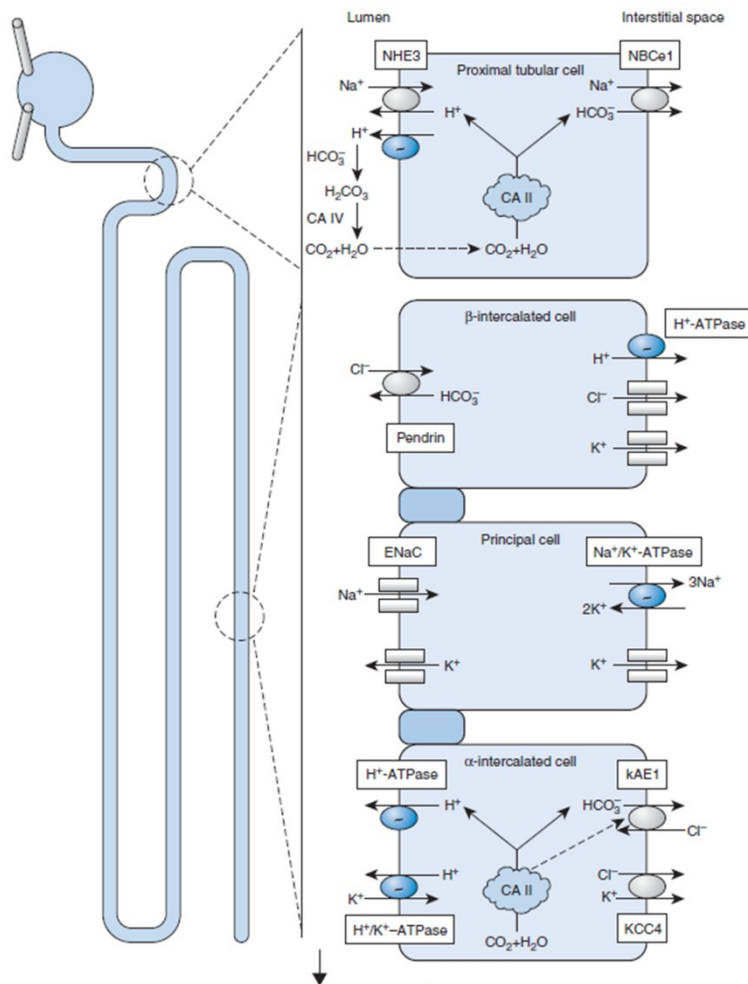 Lumen
Interstitial space
NHE3
NBCe1
Proximal tubular cell
Na⁺
Na⁺
H⁺
HCO₃⁻
H⁺
HCO₃⁻
H₂CO₃
CA II
CA IV
CO₂+H₂O
CO₂+H₂O
β-intercalated cell
H⁺-ATPase
H⁺
Cl⁻
HCO₃⁻
Cl⁻
Pendrin
K⁺
ENaC
Principal cell
Na⁺/K⁺-ATPase
3Na⁺
Na⁺
2K⁺
K⁺
K⁺
H⁺-ATPase
α-intercalated cell
kAE1
H⁺
HCO₃⁻
Cl⁻
H⁺
Cl⁻
K⁺
CA II
K⁺
H⁺/K⁺–ATPase
KCC4
CO₂+H₂O